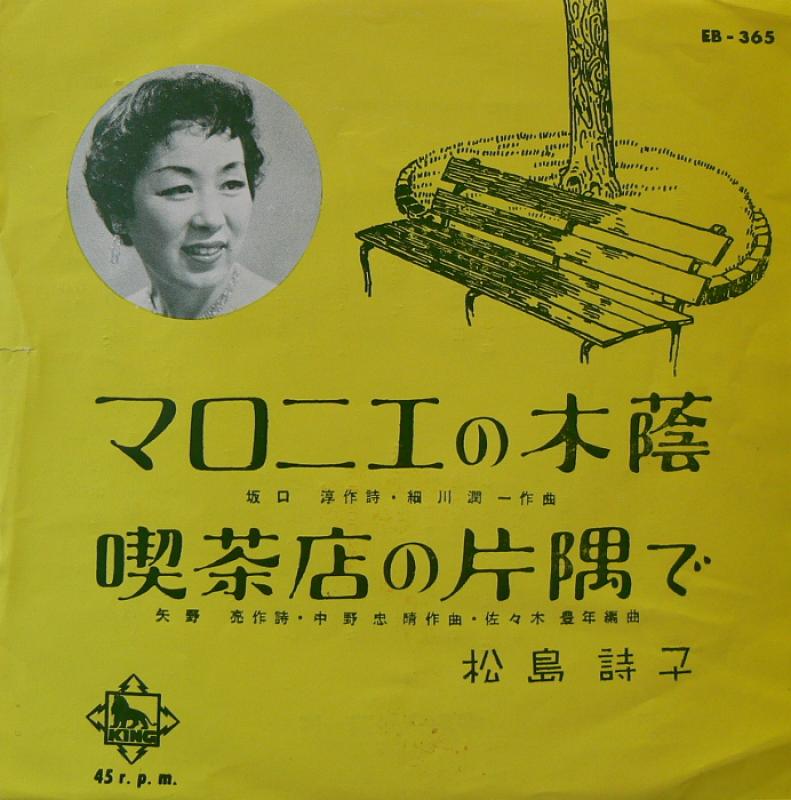 EB-365
マロニエの木蔭
坂口 淳作詩・細川潤一作曲
喫茶店の片隅で
矢野 亮作詩・中野忠晴作曲・佐々木豊年編曲
松島詩子
KING
45 r.p.m.